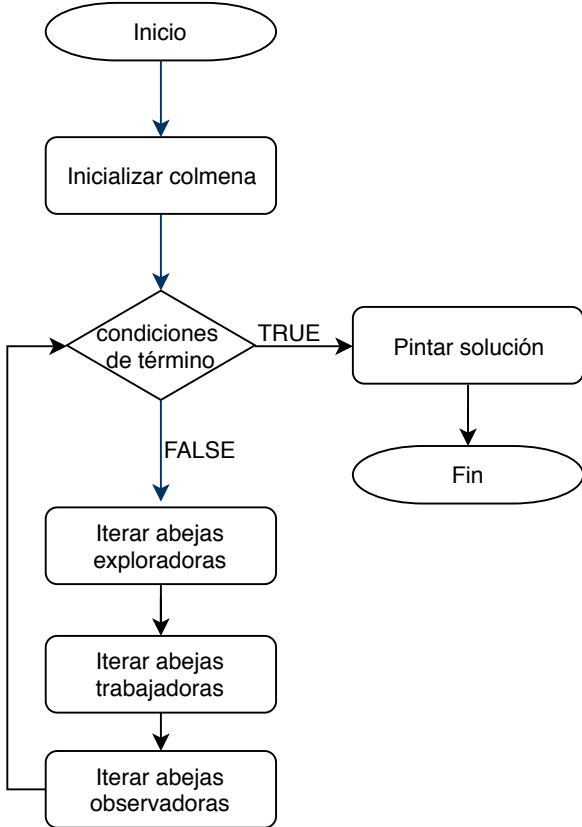 Inicio
Inicializar colmena
condiciones
de término
TRUE
Pintar solución
FALSE
Fin
Iterar abejas
exploradoras
Iterar abejas
trabajadoras
Iterar abejas
observadoras